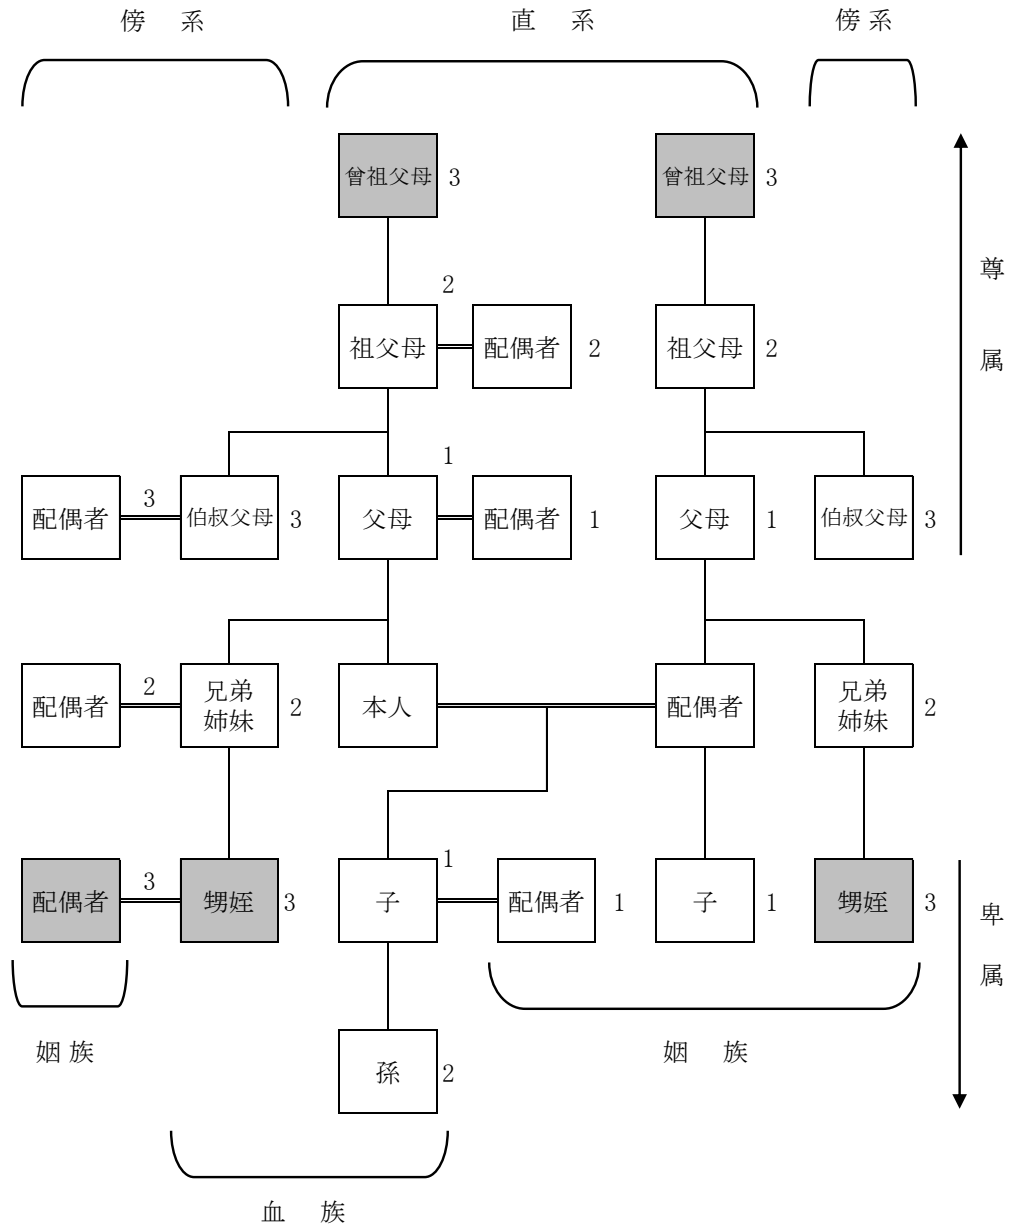 傍 系
直 系
傍 系
曾祖父母 3
曾祖父母 3
尊
属
2
祖父母
配偶者 2
祖父母 2
1
配偶者
3
伯叔父母 3
父母
配偶者 1
父母 1
伯叔父母 3
配偶者
2
兄弟
姉妹
2
本人
配偶者
兄弟
姉妹
2
1
配偶者
3
甥姪 3
子
配偶者 1
子 1
甥姪 3
卑
属
姻族
姻 族
孫 2
血 族